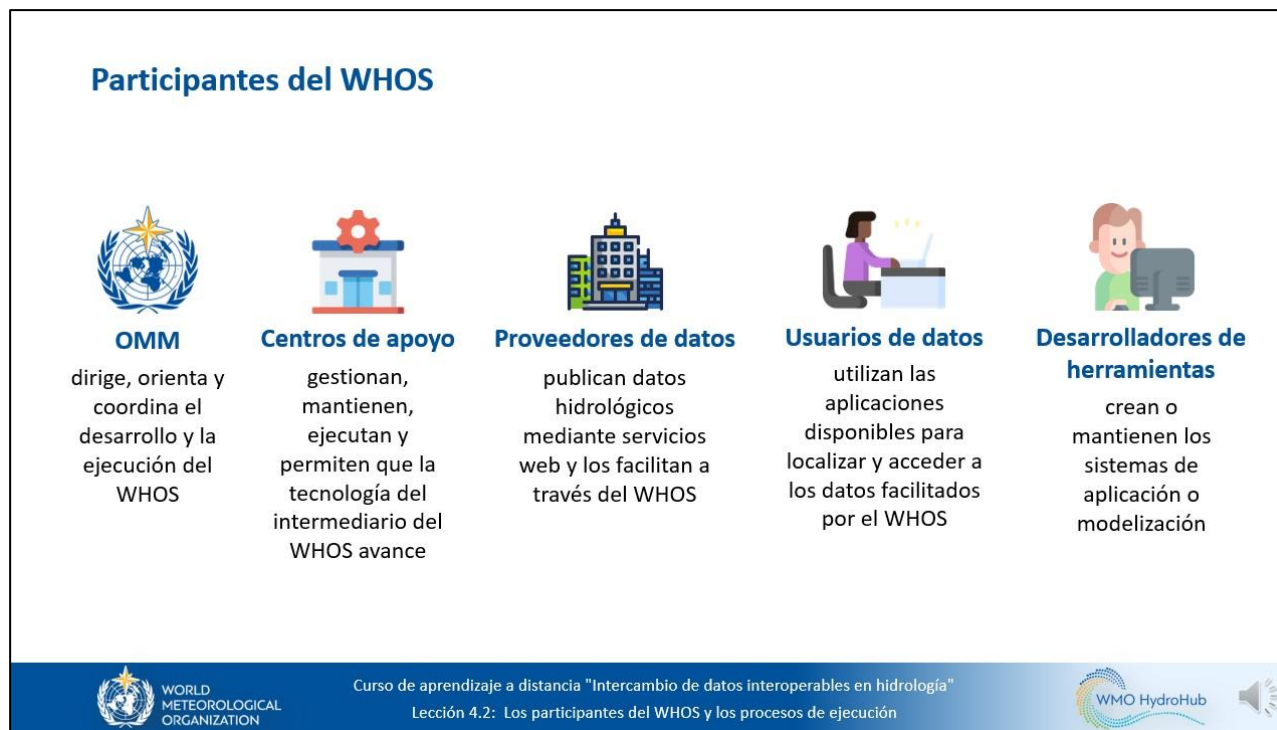 Participantes del WHOS
OMM
dirige, orienta y
coordina el
desarrollo y la
ejecución del
WHOS
Centros de apoyo
gestionan,
mantienen,
ejecutan y
permiten que la
tecnología del
intermediario del
WHOS avance
Proveedores de datos
publican datos
hidrológicos
mediante servicios
web y los facilitan a
través del WHOS
Usuarios de datos
utilizan las
aplicaciones
disponibles para
localizar y acceder a
los datos facilitados
por el WHOS
Desarrolladores de
herramientas
crean o
mantienen los
sistemas de
aplicación o
modelización
WORLD
METEOROLOGICAL
ORGANIZATION
Curso de aprendizaje a distancia "Intercambio de datos interoperables en hidrología"
Lección 4.2: Los participantes del WHOS y los procesos de ejecución
WMO HydroHub